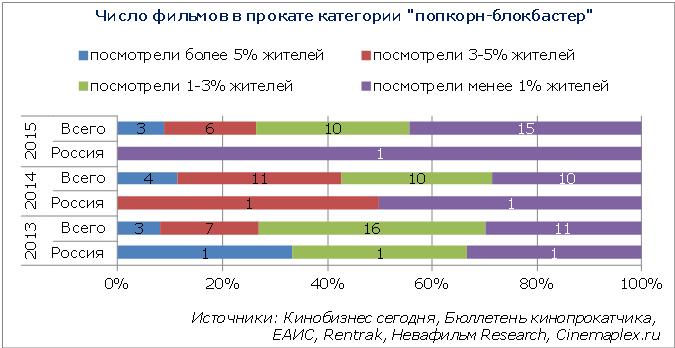 Число фильмов в прокате категории "попкорн-блокбастер"
посмотрели более 5% жителей
посмотрели 3-5% жителей
посмотрели 1-3% жителей
посмотрели менее 1% жителей
2015
Всего 3 6 10 15
Россия 1
2014
Всего 4 11 10 10
Россия 1 1
2013
Всего 3 7 16 11
Россия 1 1 1
0% 20% 40% 60% 80% 100%
Источники: Кинобизнес сегодня, Бюллетень кинопрокатчика,
ЕАИС, Rentrak, Невафильм Research, Cinemaplex.ru